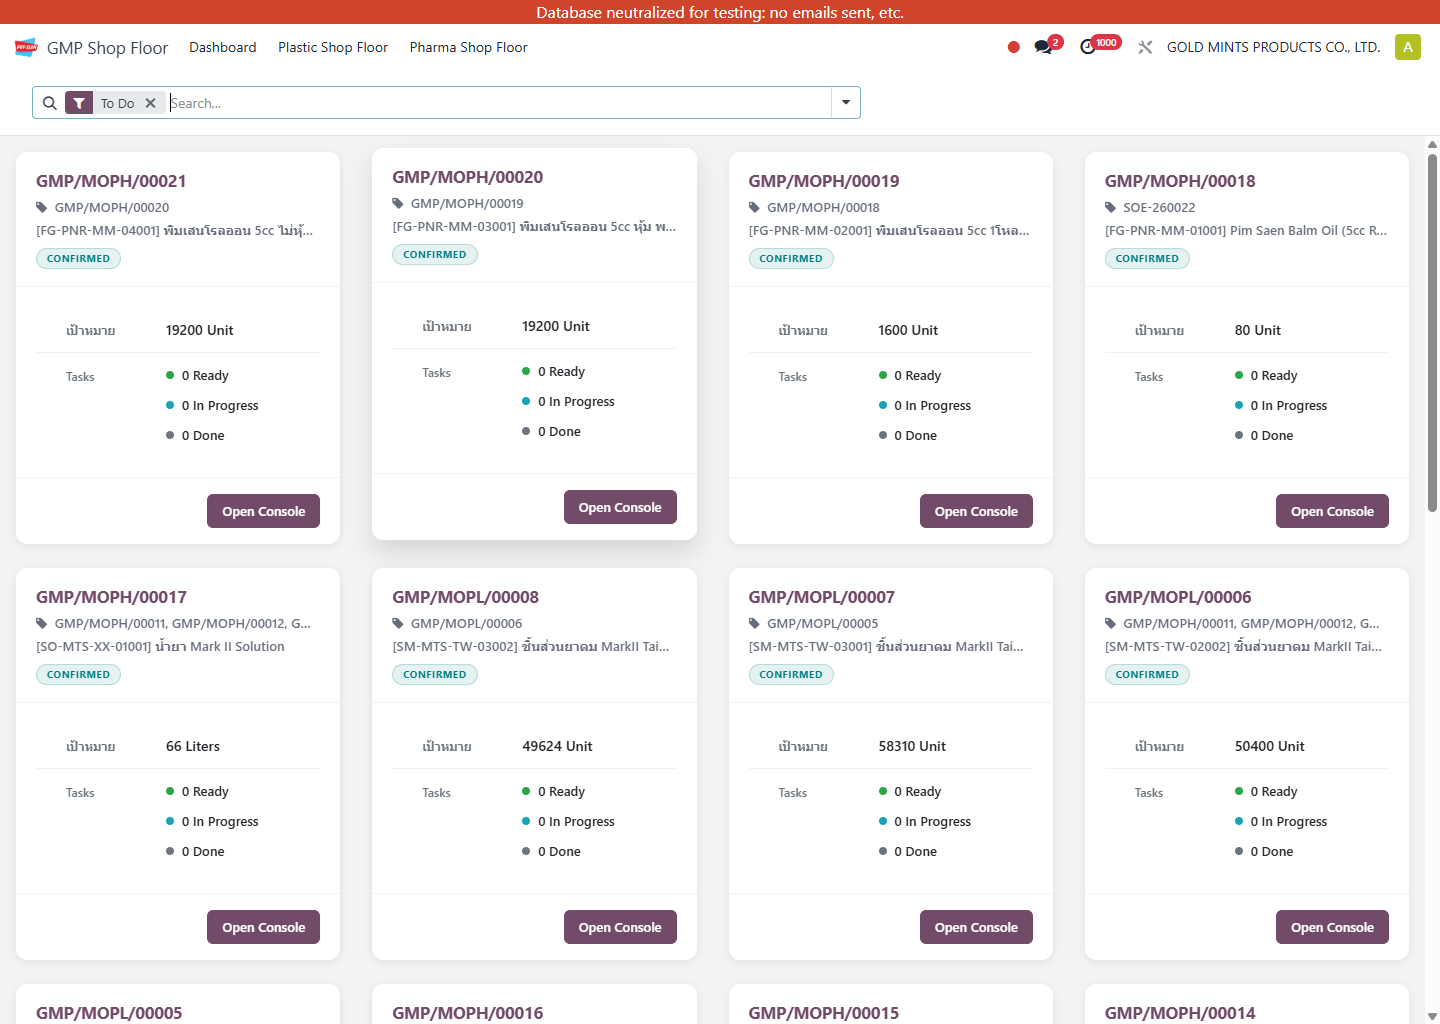 Database neutralized for testing: no emails sent, etc.
GMP Shop Floor Dashboard Plastic Shop Floor Pharma Shop Floor 2 1000 GOLD MINTS PRODUCTS CO., LTD. A
To Do Search...
GMP/MOPH/00021
GMP/MOPH/00020
[FG-PNR-MM-04001] พิมเสนโรลออน 5cc ไม่หุ้...
CONFIRMED
เป้าหมาย 19200 Unit
Tasks 0 Ready
0 In Progress
0 Done
Open Console
GMP/MOPH/00020
GMP/MOPH/00019
[FG-PNR-MM-03001] พิมเสนโรลออน 5cc หุ้ม พ...
CONFIRMED
เป้าหมาย 19200 Unit
Tasks 0 Ready
0 In Progress
0 Done
Open Console
GMP/MOPH/00019
GMP/MOPH/00018
[FG-PNR-MM-02001] พิมเสนโรลออน 5cc 1โหล...
CONFIRMED
เป้าหมาย 1600 Unit
Tasks 0 Ready
0 In Progress
0 Done
Open Console
GMP/MOPH/00018
SOE-260022
[FG-PNR-MM-01001] Pim Saen Balm Oil (5cc R...
CONFIRMED
เป้าหมาย 80 Unit
Tasks 0 Ready
0 In Progress
0 Done
Open Console
GMP/MOPH/00017
GMP/MOPH/00011, GMP/MOPH/00012, G...
[SO-MTS-XX-01001] น้ำยา Mark II Solution
CONFIRMED
เป้าหมาย 66 Liters
Tasks 0 Ready
0 In Progress
0 Done
Open Console
GMP/MOPL/00008
GMP/MOPL/00006
[SM-MTS-TW-03002] ชิ้นส่วนยาดม MarkII Tai...
CONFIRMED
เป้าหมาย 49624 Unit
Tasks 0 Ready
0 In Progress
0 Done
Open Console
GMP/MOPL/00007
GMP/MOPL/00005
[SM-MTS-TW-03001] ชิ้นส่วนยาดม MarkII Tai...
CONFIRMED
เป้าหมาย 58310 Unit
Tasks 0 Ready
0 In Progress
0 Done
Open Console
GMP/MOPL/00006
GMP/MOPH/00011, GMP/MOPH/00012, G...
[SM-MTS-TW-02002] ชิ้นส่วนยาดม MarkII Tai...
CONFIRMED
เป้าหมาย 50400 Unit
Tasks 0 Ready
0 In Progress
0 Done
Open Console
GMP/MOPL/00005
GMP/MOPH/00016
GMP/MOPH/00015
GMP/MOPH/00014